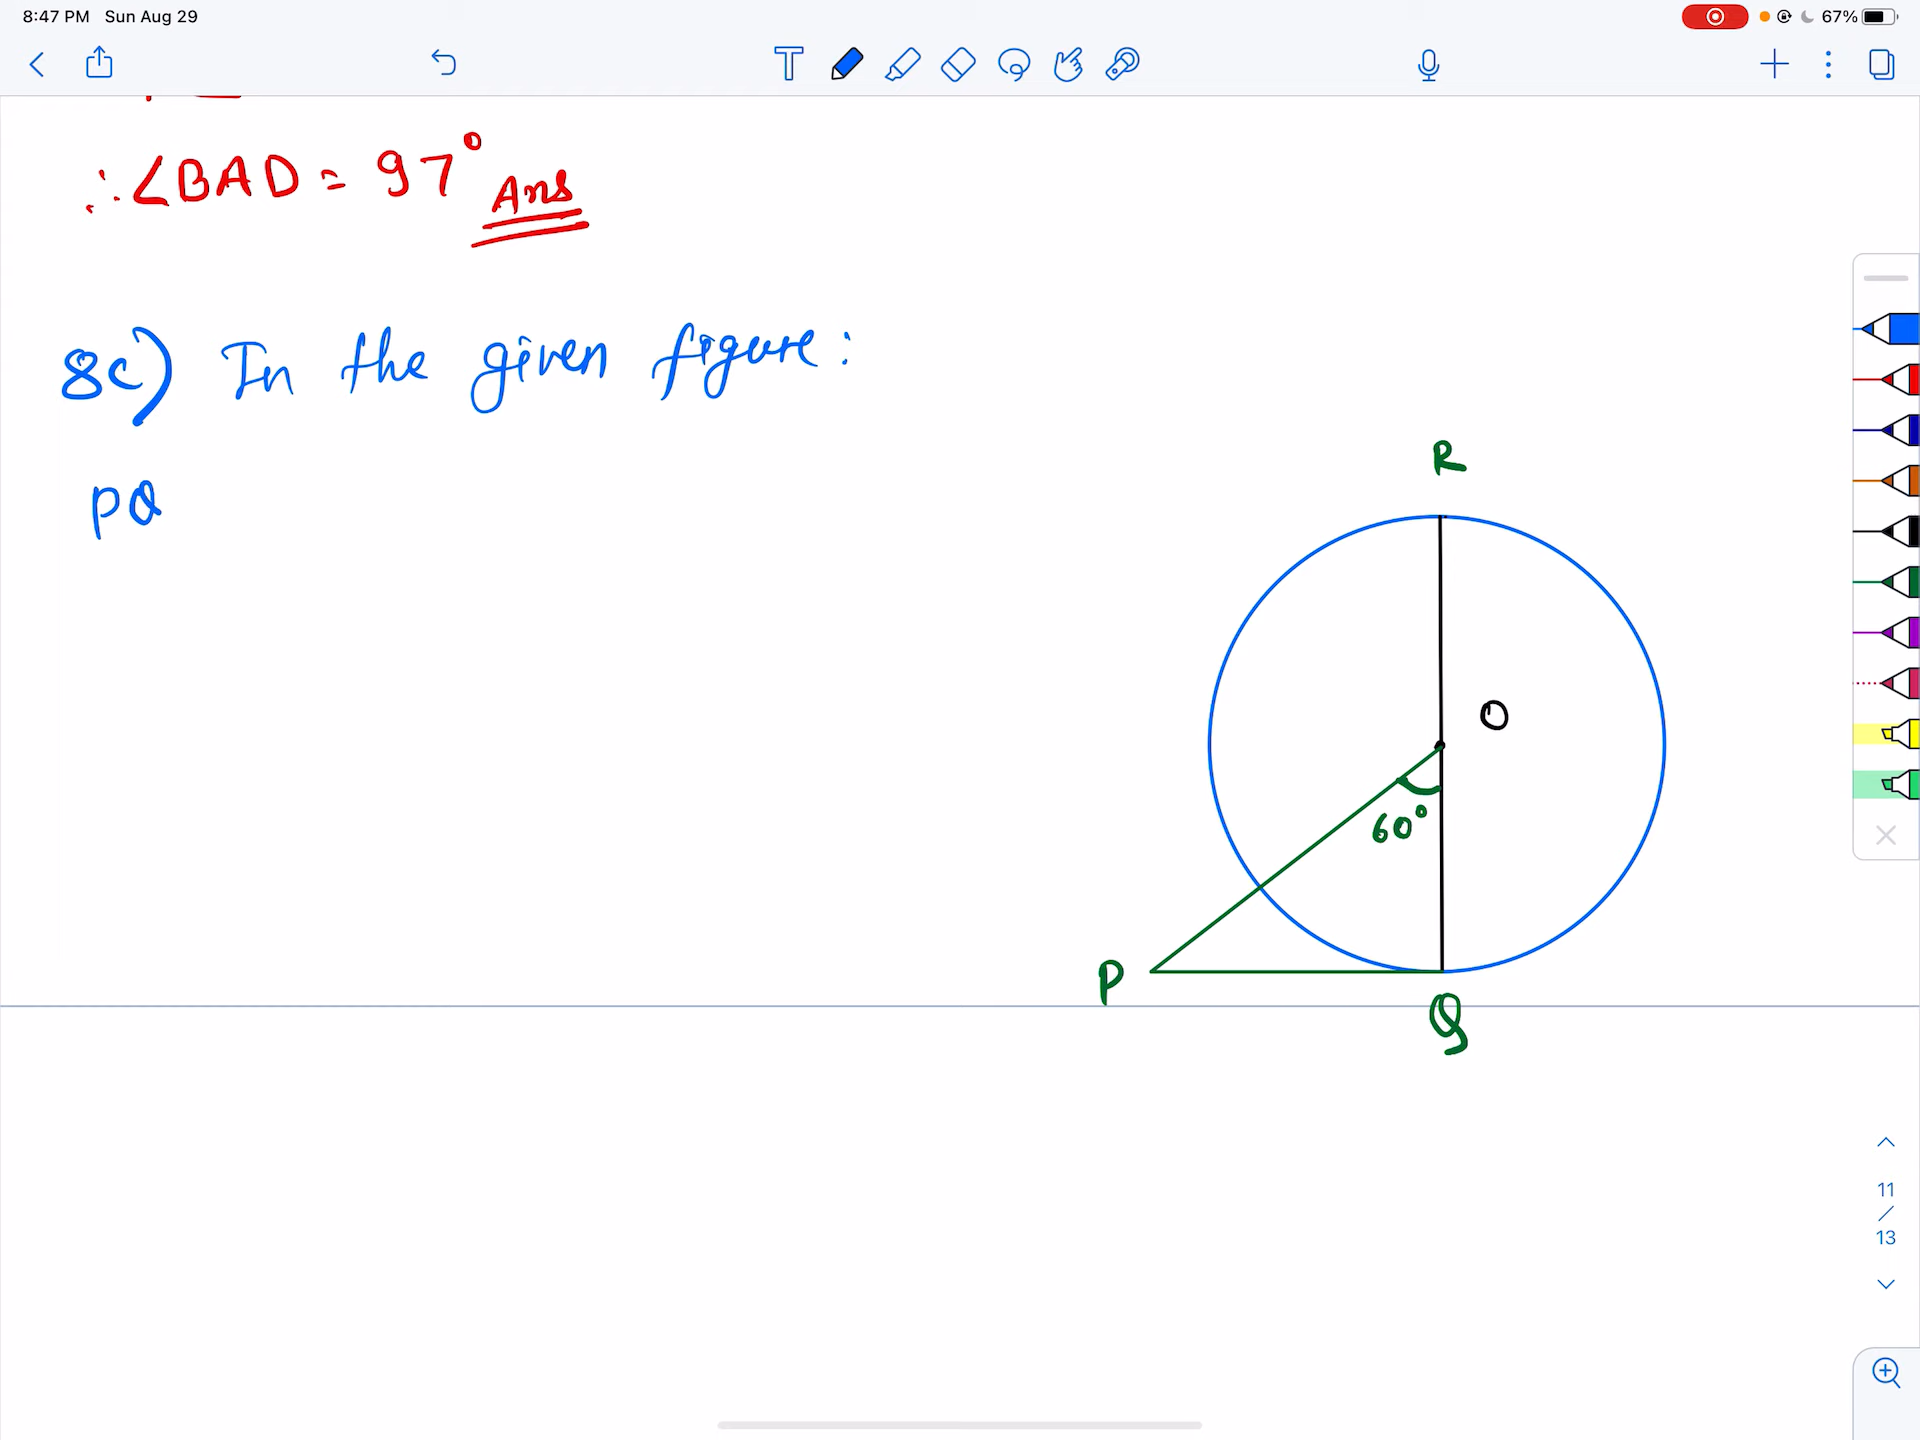 8:47 PM Sun Aug 29
67%
∴∠BAD = 97° Ans
8c) In the given figure:
PQ
R
O
60°
P
Q
11
/
13